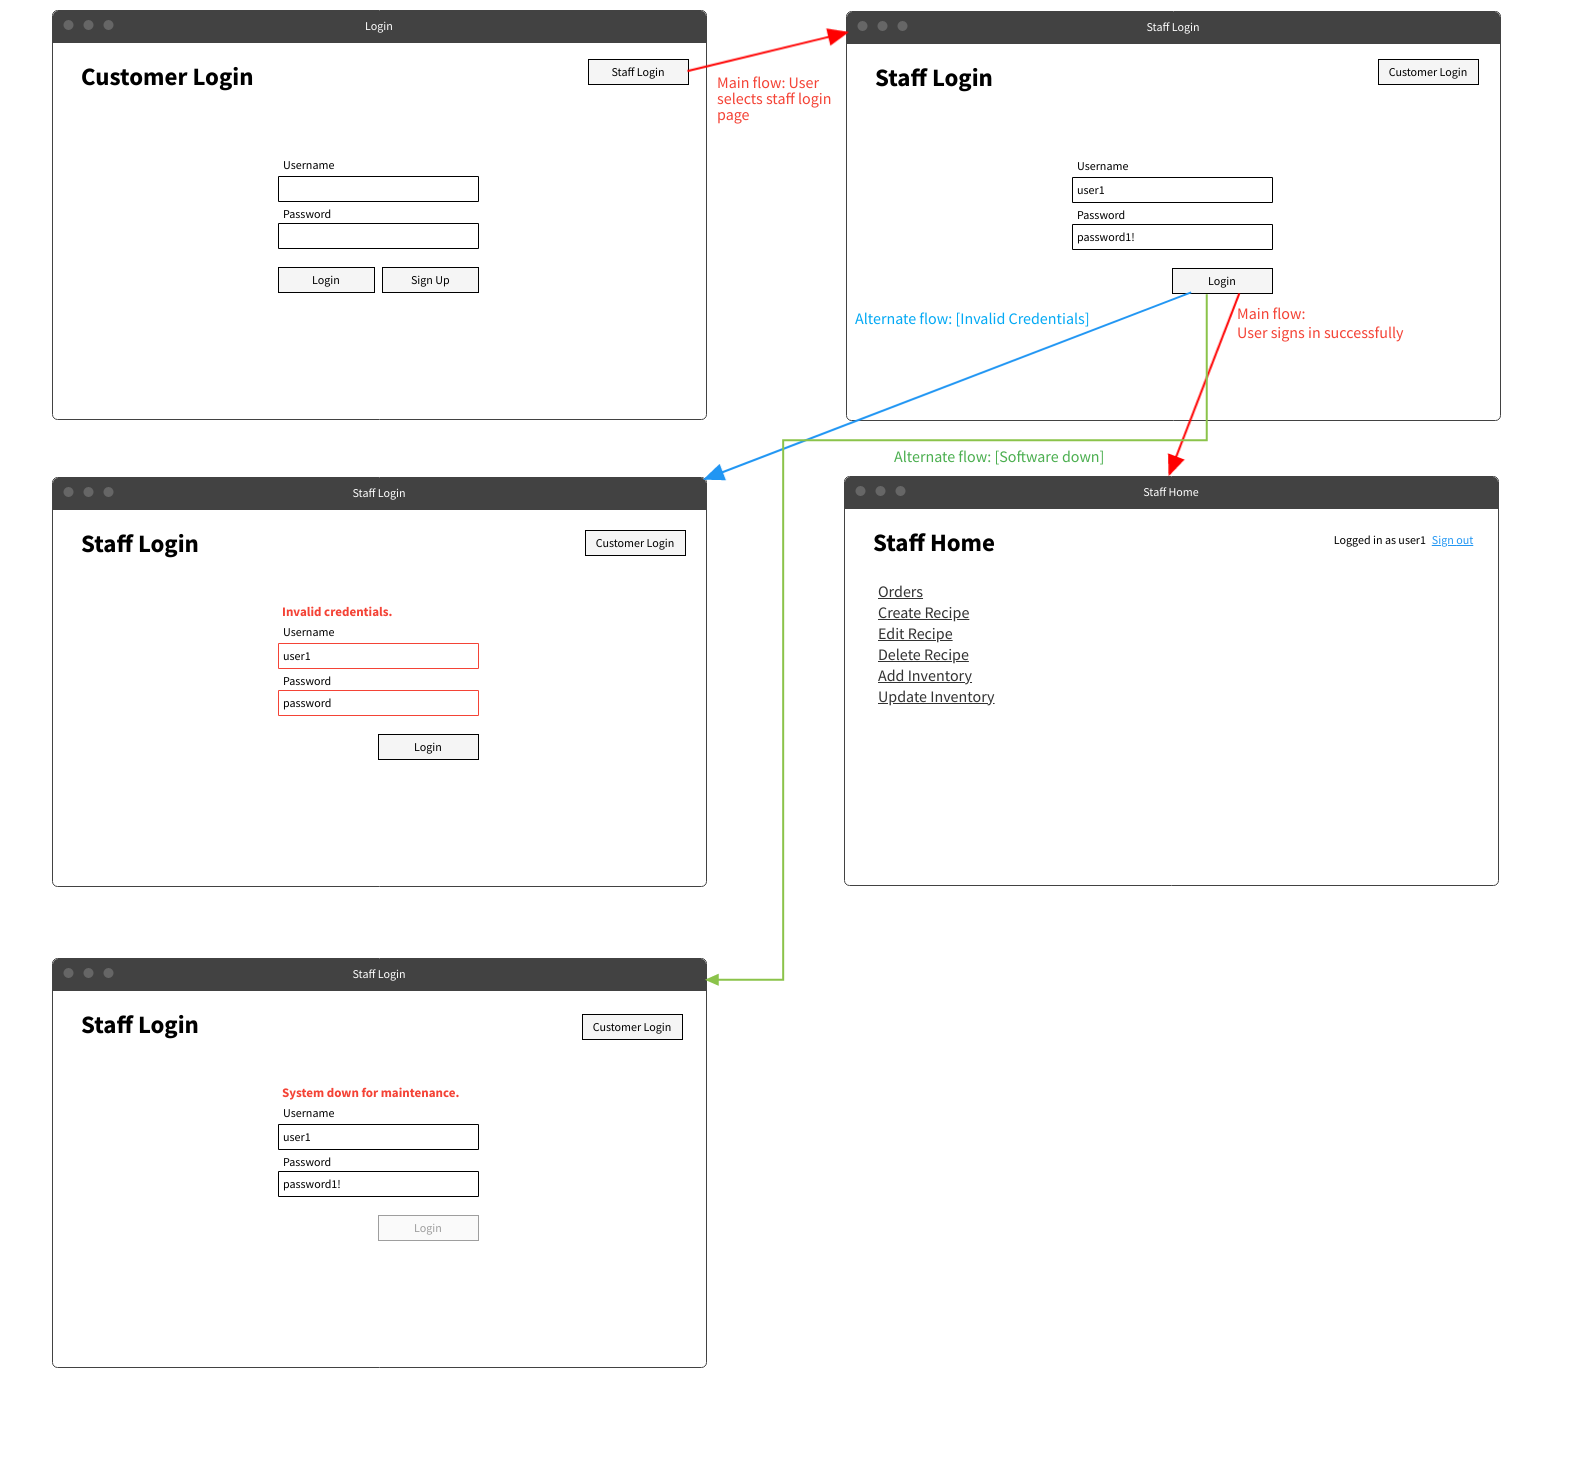 Login
Customer Login
Staff Login
Username
Password
Login
Sign Up
Main flow: User
selects staff login
page
Staff Login
Staff Login
Customer Login
Username
user1
Password
password1!
Login
Alternate flow: [Invalid Credentials]
Main flow:
User signs in successfully
Alternate flow: [Software down]
Staff Login
Staff Login
Customer Login
Invalid credentials.
Username
user1
Password
password
Login
Staff Home
Staff Home
Logged in as user1 Sign out
Orders
Create Recipe
Edit Recipe
Delete Recipe
Add Inventory
Update Inventory
Staff Login
Staff Login
Customer Login
System down for maintenance.
Username
user1
Password
password1!
Login